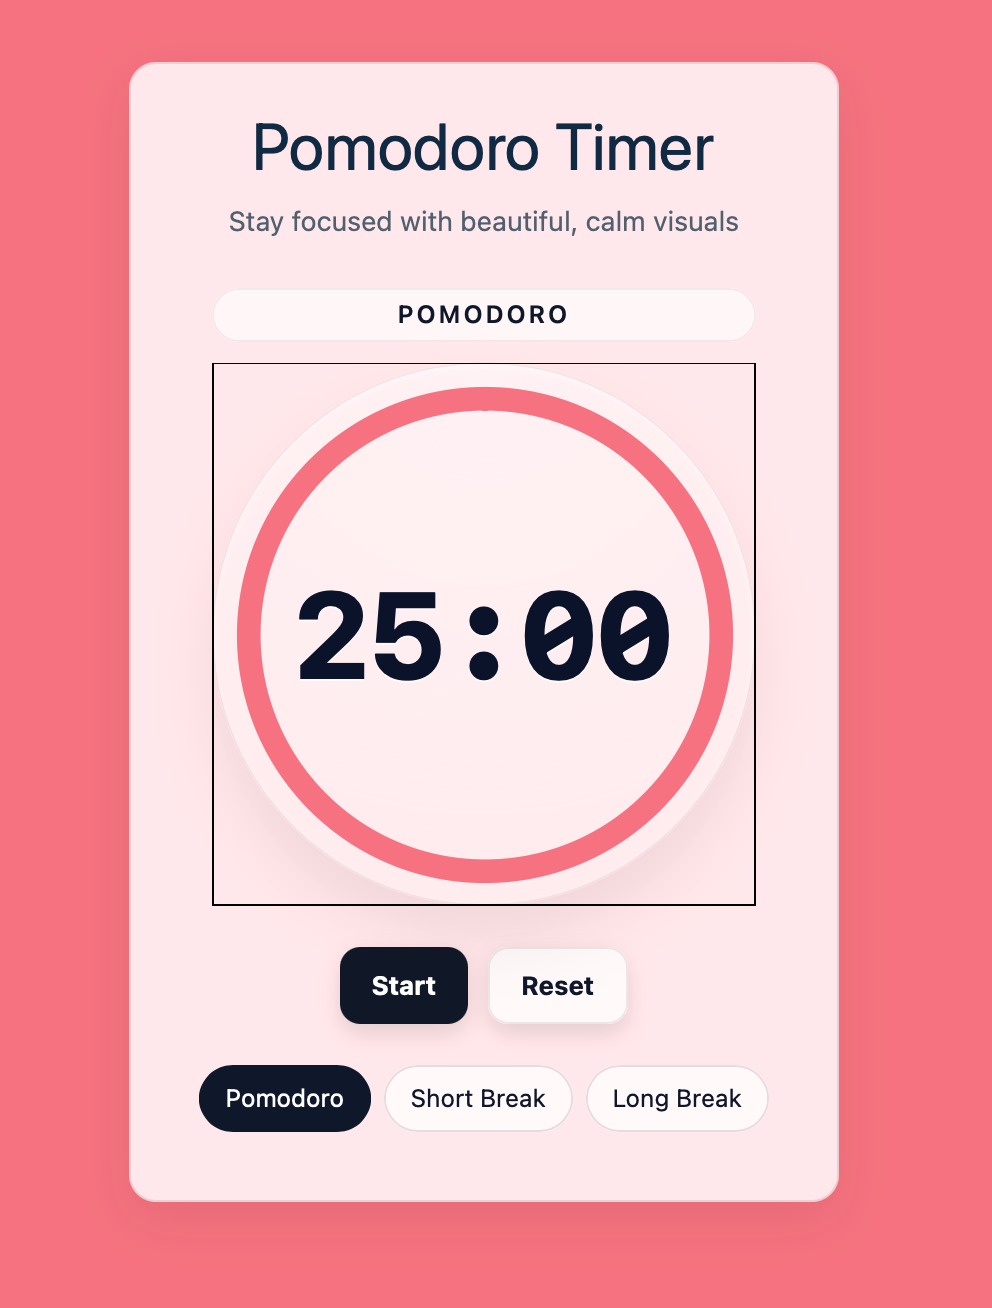 Pomodoro Timer
Stay focused with beautiful, calm visuals
POMODORO
25:00
Start Reset
Pomodoro Short Break Long Break